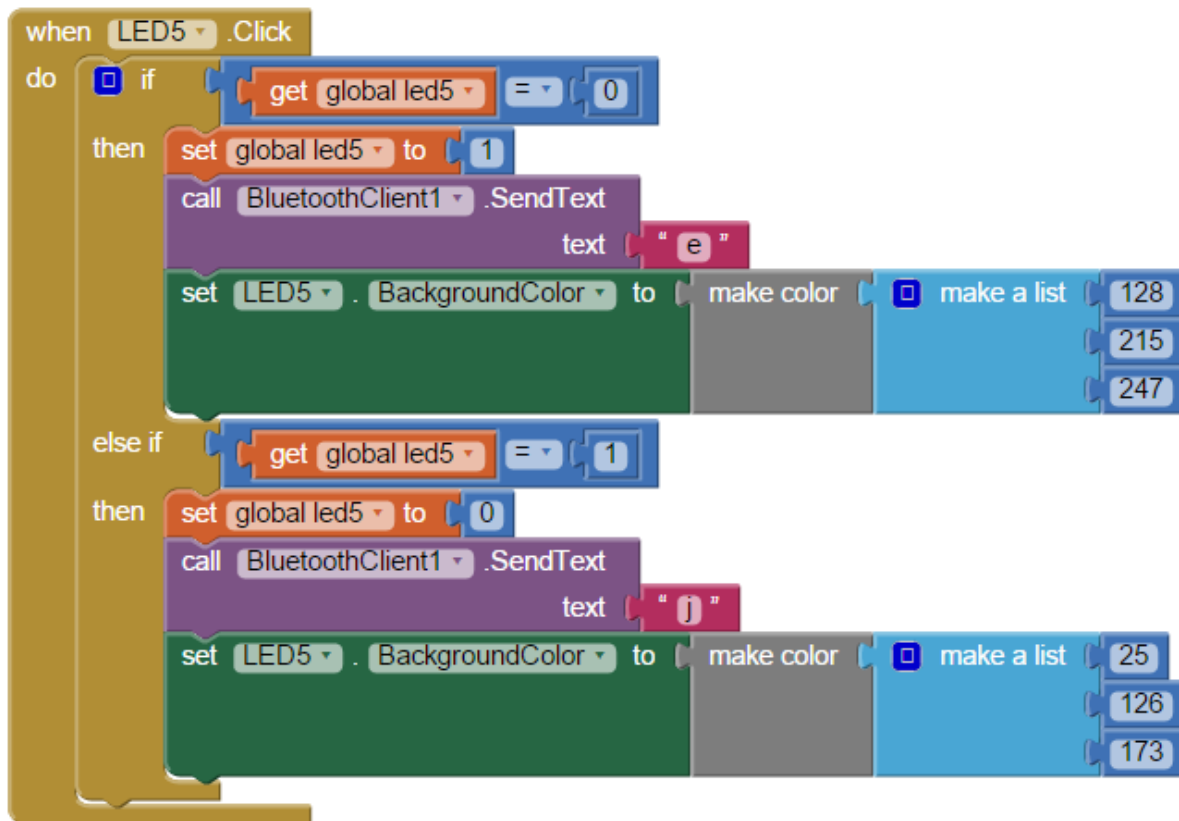 when LED5 .Click
do if get global led5 = 0
then set global led5 to 1
call BluetoothClient1 .SendText
text " e "
set LED5 . BackgroundColor to make color make a list 128
215
247
else if get global led5 = 1
then set global led5 to 0
call BluetoothClient1 .SendText
text " j "
set LED5 . BackgroundColor to make color make a list 25
126
173